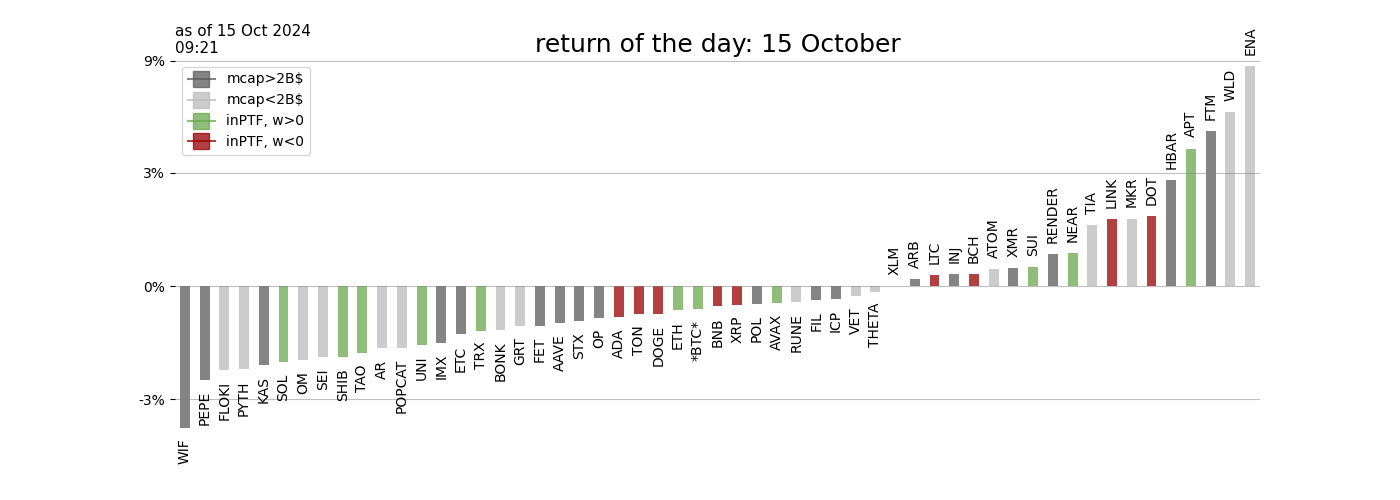 as of 15 Oct 2024
09:21
return of the day: 15 October
9%
3%
0%
-3%
mcap>2B$
mcap<2B$
inPTF, w>0
inPTF, w<0
WIF
PEPE
FLOKI
PYTH
KAS
SOL
OM
SEI
SHIB
TAO
AR
POPCAT
UNI
IMX
ETC
TRX
BONK
GRT
FET
AAVE
STX
OP
ADA
TON
DOGE
ETH
*BTC*
BNB
XRP
POL
AVAX
RUNE
FIL
ICP
VET
THETA
XLM
ARB
LTC
INJ
BCH
ATOM
XMR
SUI
RENDER
NEAR
TIA
LINK
MKR
DOT
HBAR
APT
FTM
WLD
ENA